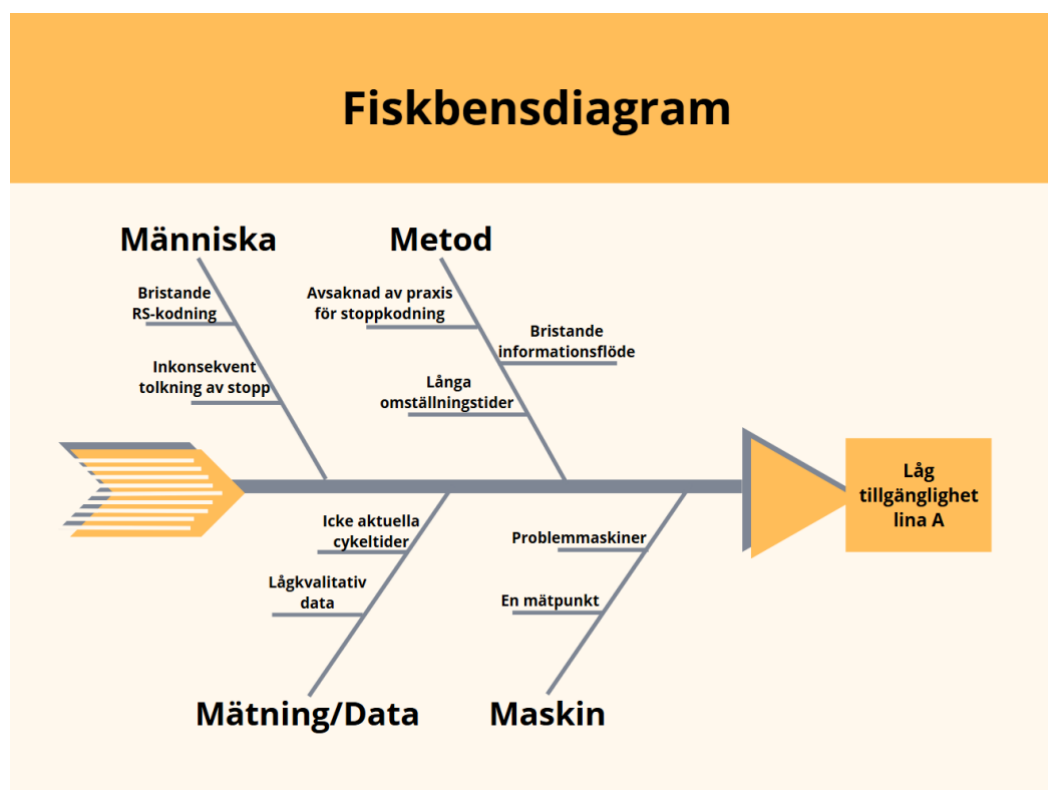 Fiskbensdiagram
Människa
Metod
Bristande
RS-kodning
Inkonsekvent
tolkning av stopp
Avsaknad av praxis
för stoppkodning
Bristande
informationsflöde
Långa
omställningstider
Låg
tillgänglighet
lina A
Icke aktuella
cykeltider
Lågkvalitativ
data
Problemmaskiner
En mätpunkt
Mätning/Data
Maskin